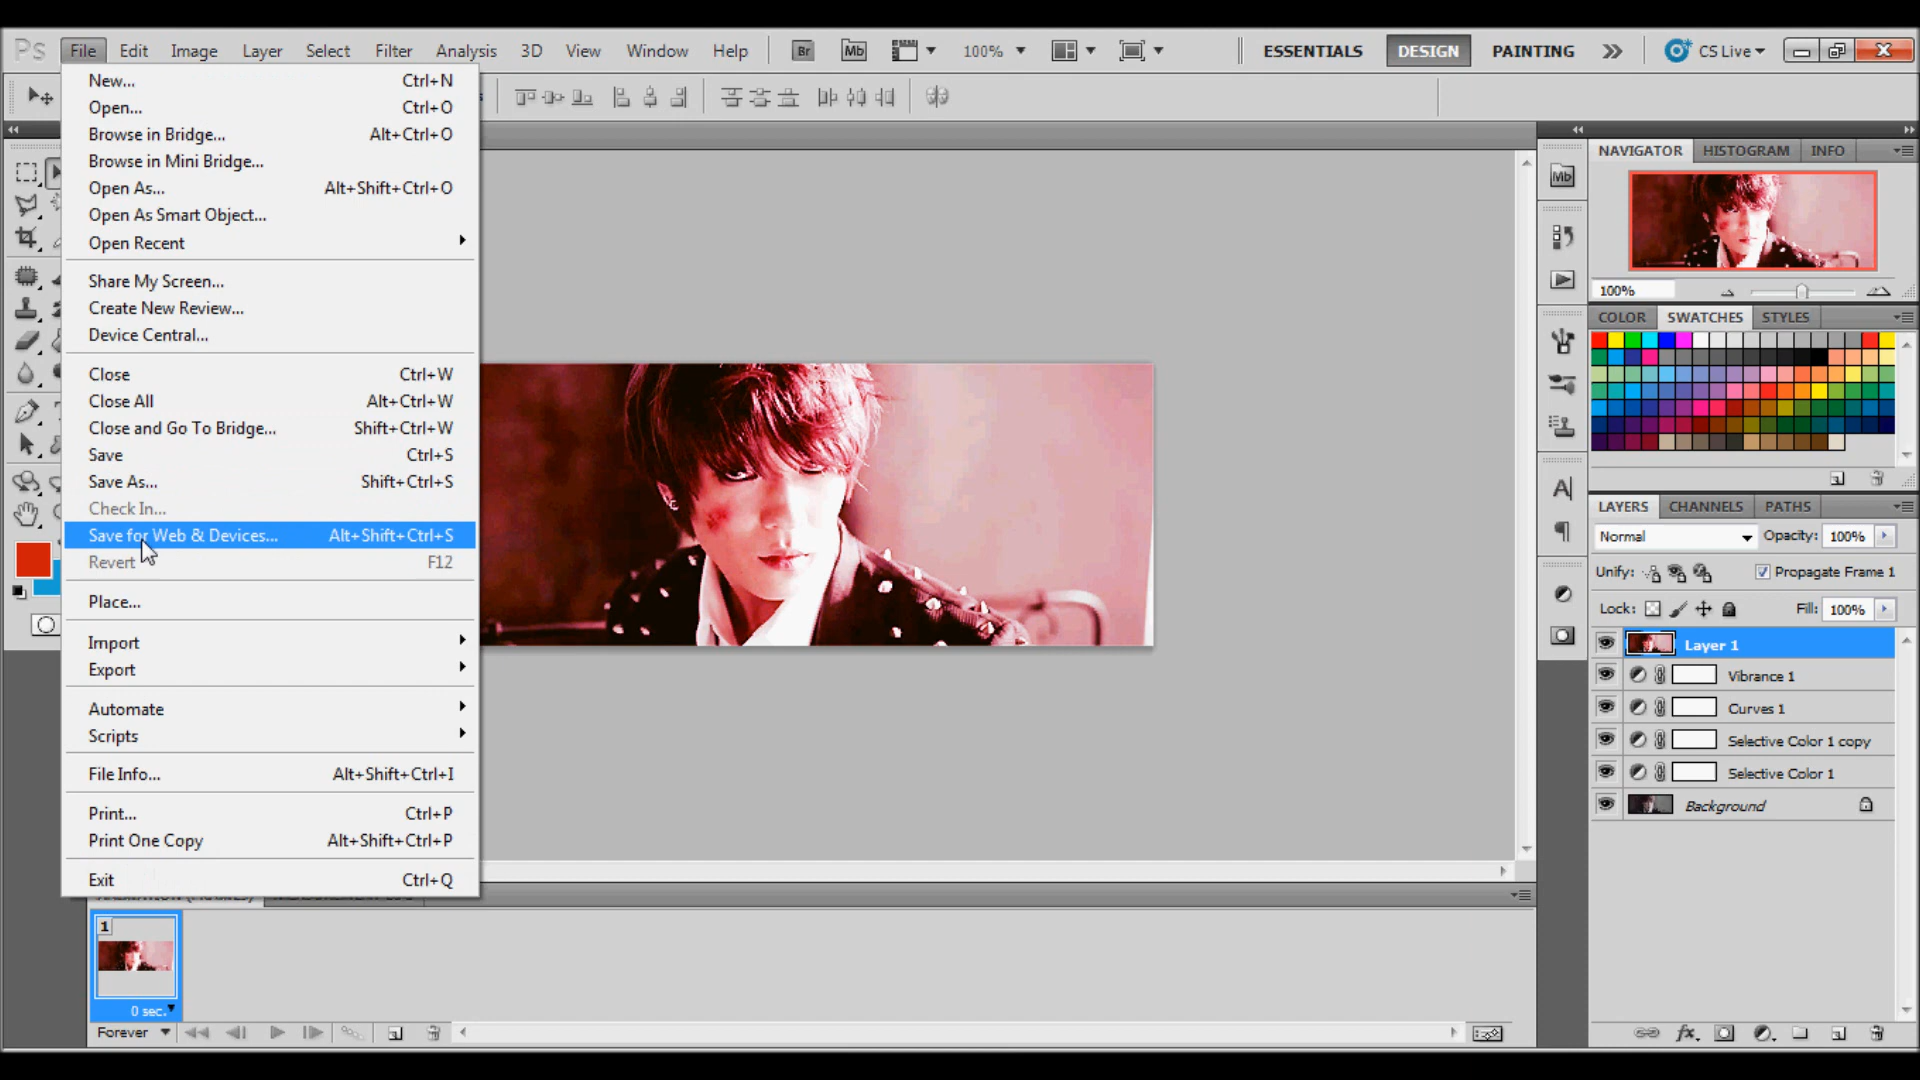 Ps File Edit Image Layer Select Filter Analysis 3D View Window Help Br Mb 100% ESSENTIALS DESIGN PAINTING CS Live
New... Ctrl+N
Open... Ctrl+O
Browse in Bridge... Alt+Ctrl+O
Browse in Mini Bridge...
Open As... Alt+Shift+Ctrl+O
Open As Smart Object...
Open Recent
Share My Screen...
Create New Review...
Device Central...
Close Ctrl+W
Close All Alt+Ctrl+W
Close and Go To Bridge... Shift+Ctrl+W
Save Ctrl+S
Save As... Shift+Ctrl+S
Check In...
Save for Web & Devices... Alt+Shift+Ctrl+S
Revert F12
Place...
Import
Export
Automate
Scripts
File Info... Alt+Shift+Ctrl+I
Print... Ctrl+P
Print One Copy Alt+Shift+Ctrl+P
Exit Ctrl+Q
1
0 sec.
Forever
Mb
NAVIGATOR HISTOGRAM INFO
100%
COLOR SWATCHES STYLES
LAYERS CHANNELS PATHS
Normal Opacity: 100%
Unify: Propagate Frame 1
Lock: Fill: 100%
Layer 1
Vibrance 1
Curves 1
Selective Color 1 copy
Selective Color 1
Background
fx